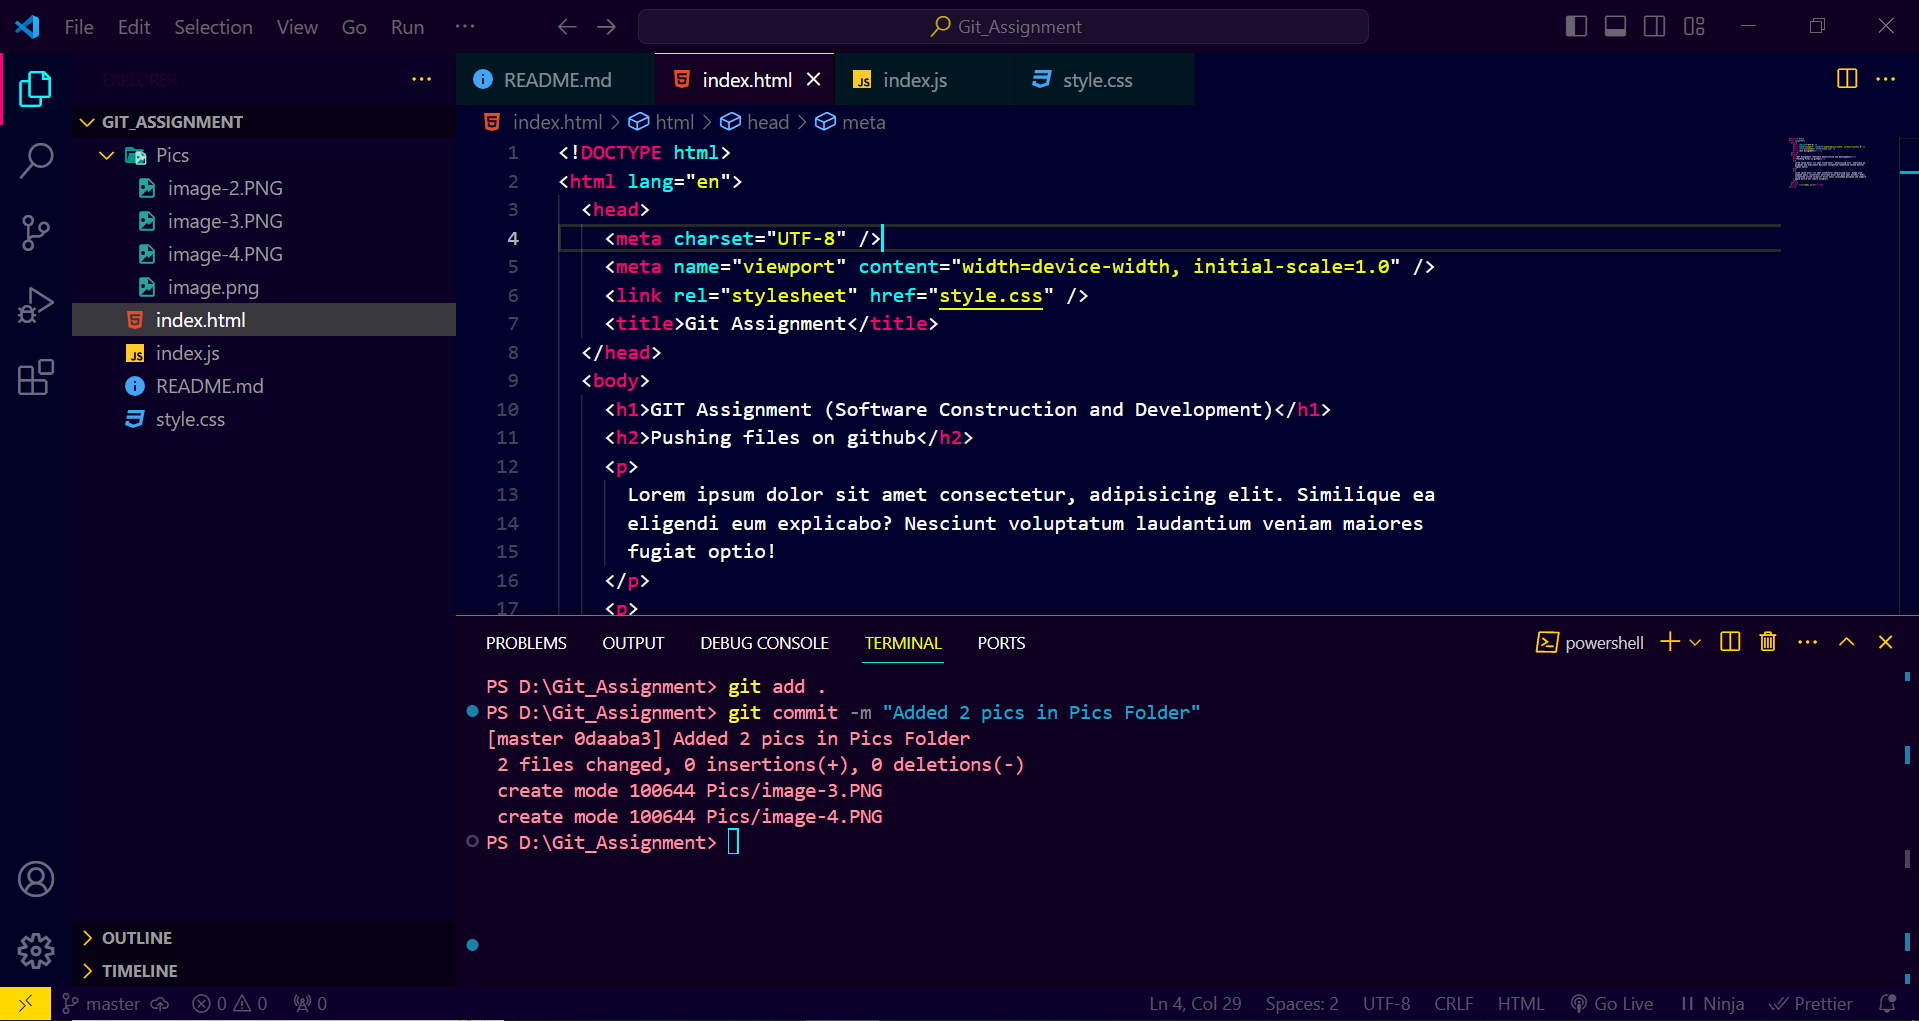 File Edit Selection View Go Run ··· Git_Assignment
EXPLORER ···
GIT_ASSIGNMENT
Pics
image-2.PNG
image-3.PNG
image-4.PNG
image.png
index.html
index.js
README.md
style.css
OUTLINE
TIMELINE
README.md index.html index.js style.css
index.html > html > head > meta
1 <!DOCTYPE html>
2 <html lang="en">
3 <head>
4 <meta charset="UTF-8" />
5 <meta name="viewport" content="width=device-width, initial-scale=1.0" />
6 <link rel="stylesheet" href="style.css" />
7 <title>Git Assignment</title>
8 </head>
9 <body>
10 <h1>GIT Assignment (Software Construction and Development)</h1>
11 <h2>Pushing files on github</h2>
12 <p>
13 Lorem ipsum dolor sit amet consectetur, adipisicing elit. Similique ea
14 eligendi eum explicabo? Nesciunt voluptatum laudantium veniam maiores
15 fugiat optio!
16 </p>
17 <p>
PROBLEMS OUTPUT DEBUG CONSOLE TERMINAL PORTS powershell
PS D:\Git_Assignment> git add .
PS D:\Git_Assignment> git commit -m "Added 2 pics in Pics Folder"
[master 0daaba3] Added 2 pics in Pics Folder
2 files changed, 0 insertions(+), 0 deletions(-)
create mode 100644 Pics/image-3.PNG
create mode 100644 Pics/image-4.PNG
PS D:\Git_Assignment>
master 0 0 0 Ln 4, Col 29 Spaces: 2 UTF-8 CRLF HTML Go Live Ninja Prettier